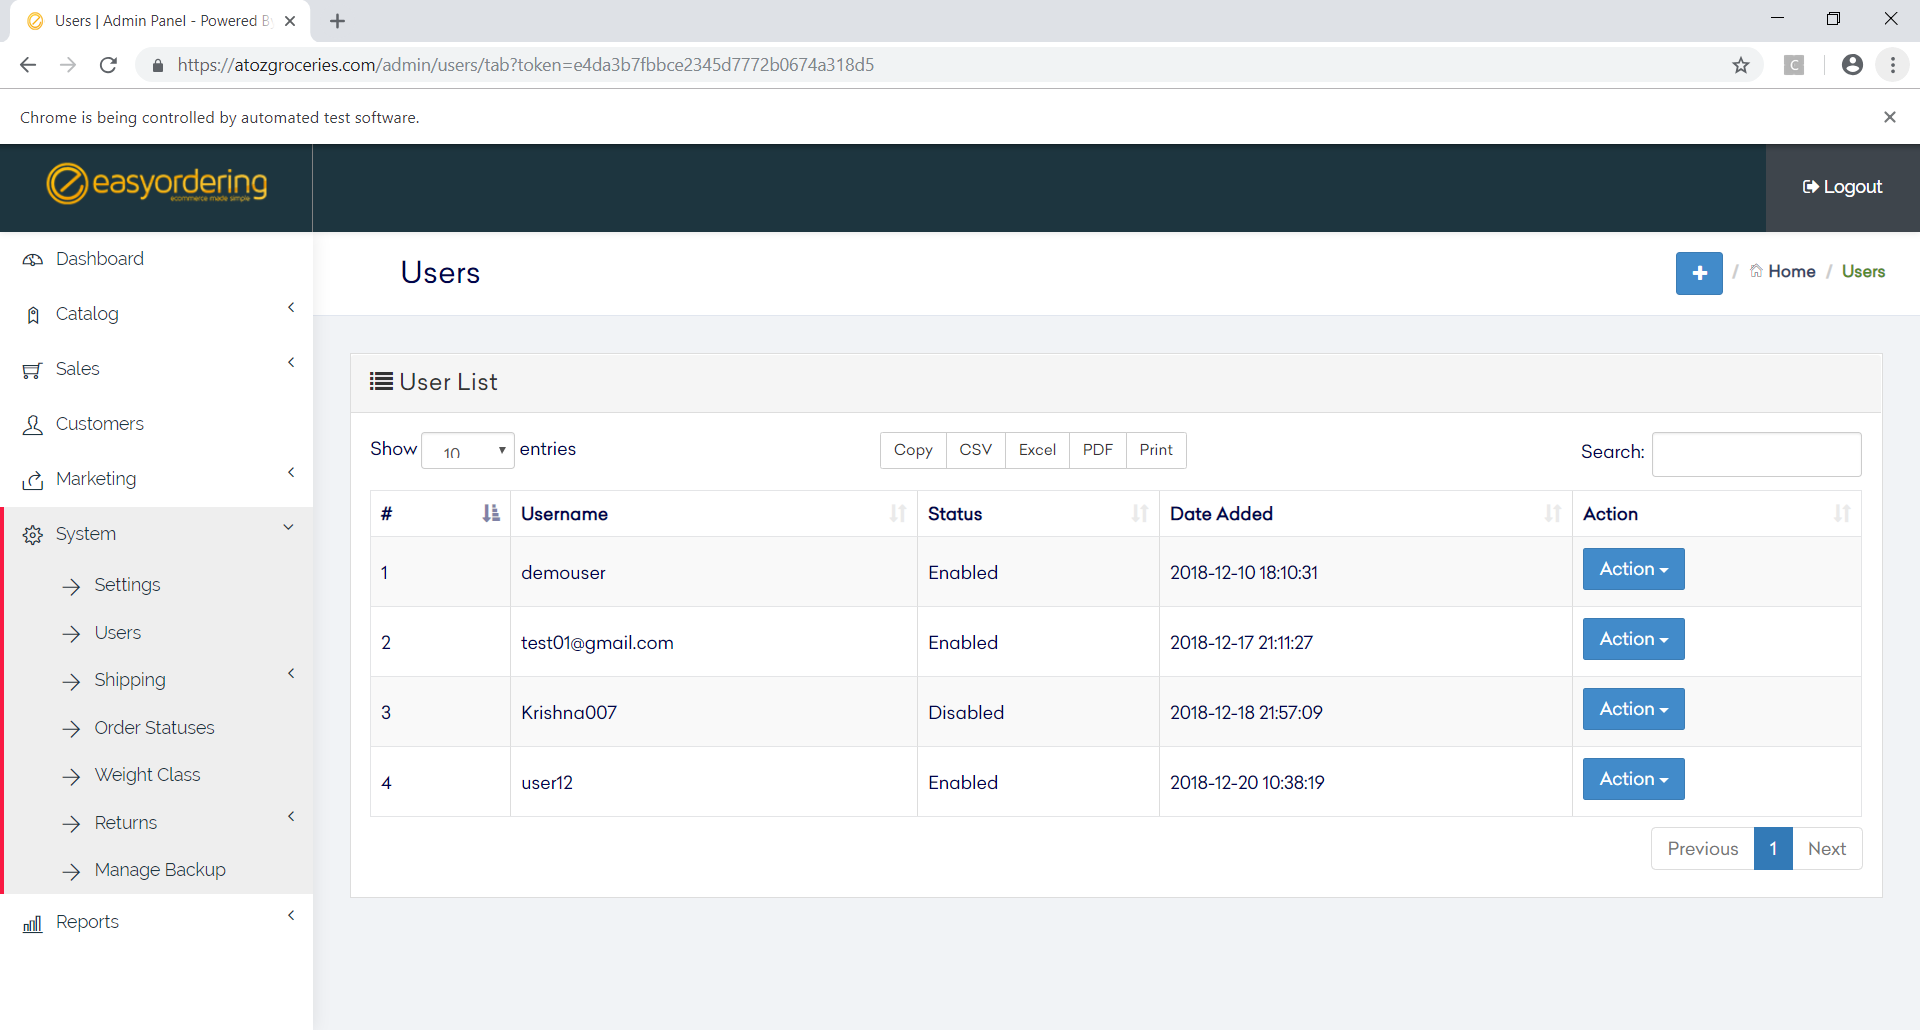 Users | Admin Panel - Powered B
https://atozgroceries.com/admin/users/tab?token=e4da3b7fbbce2345d7772b0674a318d5
C
Chrome is being controlled by automated test software.
easyordering
ecommerce made simple
Logout
Dashboard
Catalog
Sales
Customers
Marketing
System
Settings
Users
Shipping
Order Statuses
Weight Class
Returns
Manage Backup
Reports
Users
/ Home / Users
User List
Show 10 entries
Copy CSV Excel PDF Print
Search:
# Username Status Date Added Action
1 demouser Enabled 2018-12-10 18:10:31 Action
2 test01@gmail.com Enabled 2018-12-17 21:11:27 Action
3 Krishna007 Disabled 2018-12-18 21:57:09 Action
4 user12 Enabled 2018-12-20 10:38:19 Action
Previous 1 Next